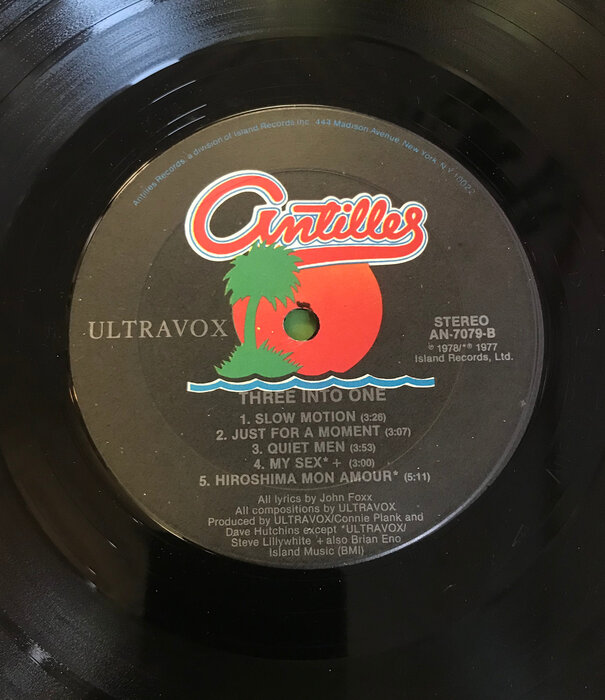 Antilles Records, a division of Island Records Inc. 444 Madison Avenue, New York, N.Y. 10022
Antilles
ULTRAVOX
STEREO
AN-7079-B
℗ 1978/*℗ 1977
Island Records, Ltd.
THREE INTO ONE
1. SLOW MOTION (3:26)
2. JUST FOR A MOMENT (3:07)
3. QUIET MEN (3:53)
4. MY SEX* + (3:00)
5. HIROSHIMA MON AMOUR* (5:11)
All lyrics by John Foxx
All compositions by ULTRAVOX
Produced by ULTRAVOX/Connie Plank and
Dave Hutchins except *ULTRAVOX/
Steve Lillywhite + also Brian Eno
Island Music (BMI)